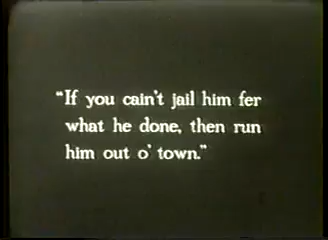 "If you cain't jail him fer
what he done, then run
him out o' town."